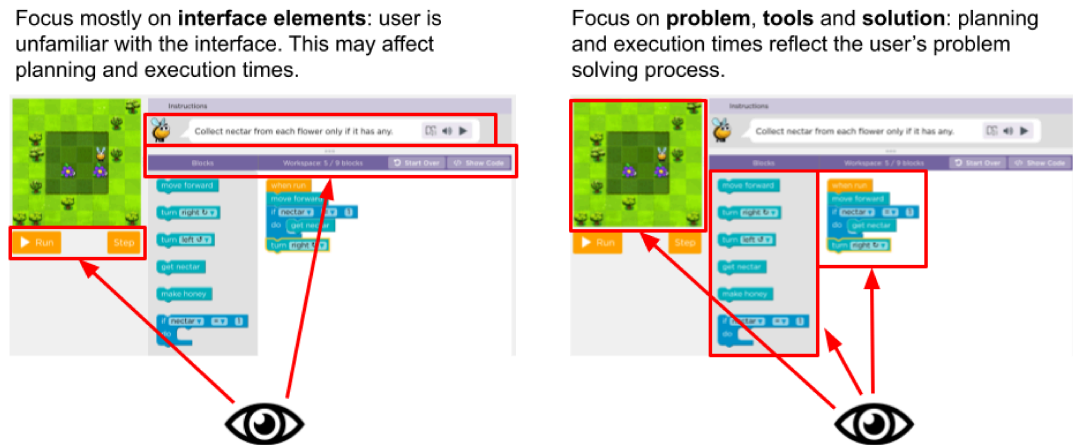 Focus mostly on interface elements: user is
unfamiliar with the interface. This may affect
planning and execution times.
Instructions
Collect nectar from each flower only if it has any.
Blocks
Workspace: 5 / 9 blocks
Start Over
</> Show Code
move forward
turn right ↻ ▾
turn left ↺ ▾
get nectar
make honey
if nectar ▾ = ▾ 1
do
when run
move forward
if nectar ▾ = ▾ 1
do get nectar
turn right ↻ ▾
Run
Step
Focus on problem, tools and solution: planning
and execution times reflect the user’s problem
solving process.
Instructions
Collect nectar from each flower only if it has any.
Blocks
Workspace: 5 / 9 blocks
Start Over
</> Show Code
move forward
turn right ↻ ▾
turn left ↺ ▾
get nectar
make honey
if nectar ▾ = ▾ 1
do
when run
move forward
if nectar ▾ = ▾ 1
do get nectar
turn right ↻ ▾
Run
Step